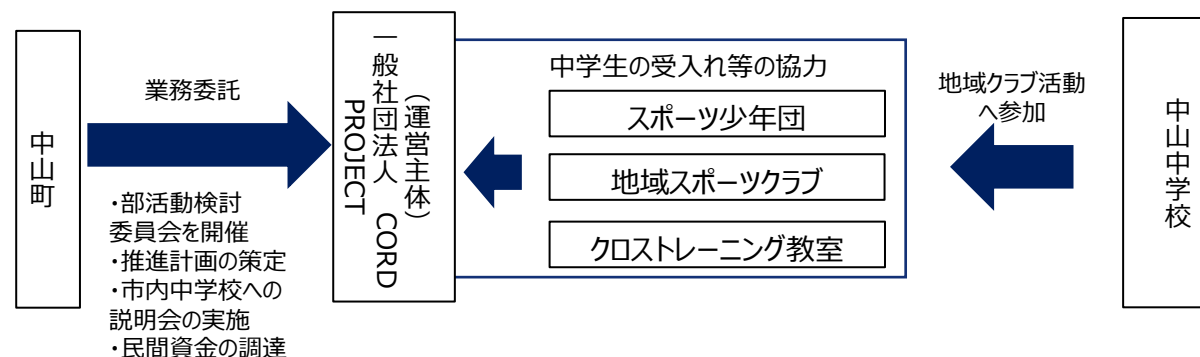 中山町
業務委託
・部活動検討
委員会を開催
・推進計画の策定
・市内中学校への
説明会の実施
・民間資金の調達
（運営主体）
一般社団法人　CORD
PROJECT
中学生の受入れ等の協力
スポーツ少年団
地域スポーツクラブ
クロストレーニング教室
地域クラブ活動
へ参加
中山中学校